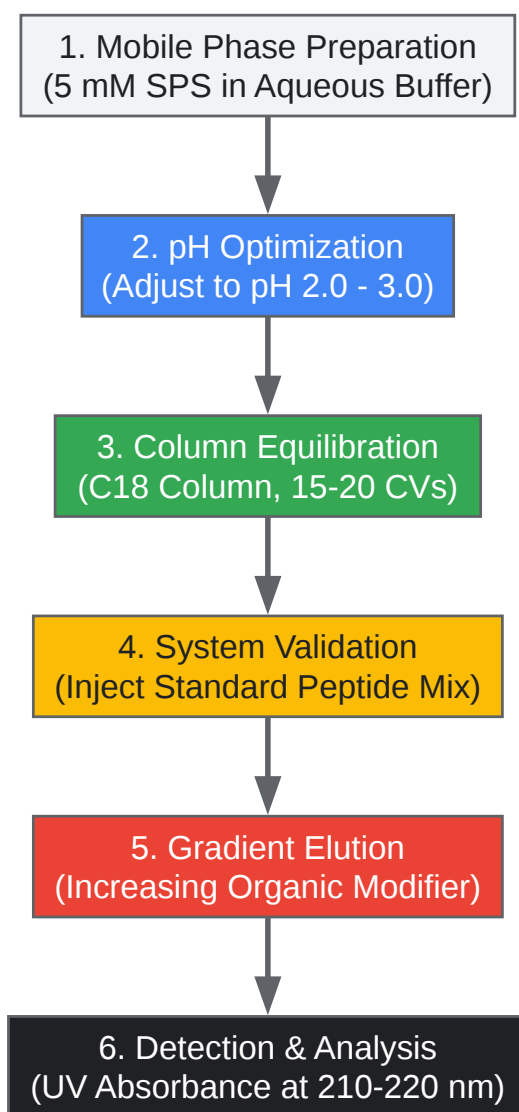 1. Mobile Phase Preparation
(5 mM SPS in Aqueous Buffer)
2. pH Optimization
(Adjust to pH 2.0 - 3.0)
3. Column Equilibration
(C18 Column, 15-20 CVs)
4. System Validation
(Inject Standard Peptide Mix)
5. Gradient Elution
(Increasing Organic Modifier)
6. Detection & Analysis
(UV Absorbance at 210-220 nm)